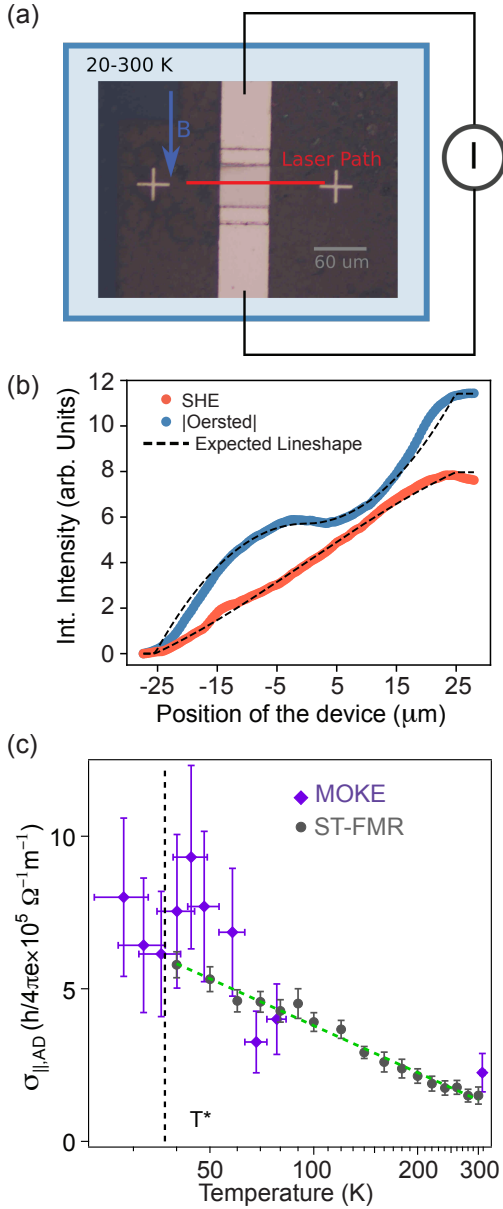 (a)
20-300 K
B
Laser Path
60 um
I
(b)
12
10
8
6
4
2
0
SHE
|Oersted|
Expected Lineshape
Int. Intensity (arb. Units)
-25
-15
-5
5
15
25
Position of the device (μm)
(c)
MOKE
ST-FMR
10
5
0
σ||,AD (h/4πe×10⁵ Ω⁻¹m⁻¹)
T*
50
100
200
300
Temperature (K)